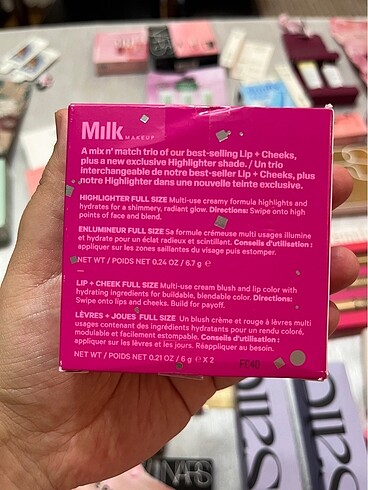 Milk
MAKEUP
A mix n' match trio of our best-selling Lip + Cheeks,
plus a new exclusive Highlighter shade. / Un trio
interchangeable de notre best-seller Lip + Cheeks, plus
notre Highlighter dans une nouvelle teinte exclusive.
HIGHLIGHTER FULL SIZE Multi-use creamy formula highlights and
hydrates for a shimmery, radiant glow. Directions: Swipe onto high
points of face and blend.
ENLUMINEUR FULL SIZE Sa formule crémeuse multi usages illumine
et hydrate pour un éclat radieux et scintillant. Conseils d'utilisation :
appliquer sur les zones saillantes du visage puis estomper.
NET WT / POIDS NET 0.24 OZ / 6.7 g e
LIP + CHEEK FULL SIZE Multi-use cream blush and lip color with
hydrating ingredients for buildable, blendable color. Directions:
Swipe onto lips and cheeks. Build for payoff.
LÈVRES + JOUES FULL SIZE Un blush crème et rouge à lèvres multi
usages contenant des ingrédients hydratants pour un rendu coloré,
modulable et facilement estompable. Conseils d'utilisation :
appliquer sur les lèvres et les joues. Réappliquer au besoin.
NET WT / POIDS NET 0.21 OZ / 6 g e X 2
FC4D
NARS